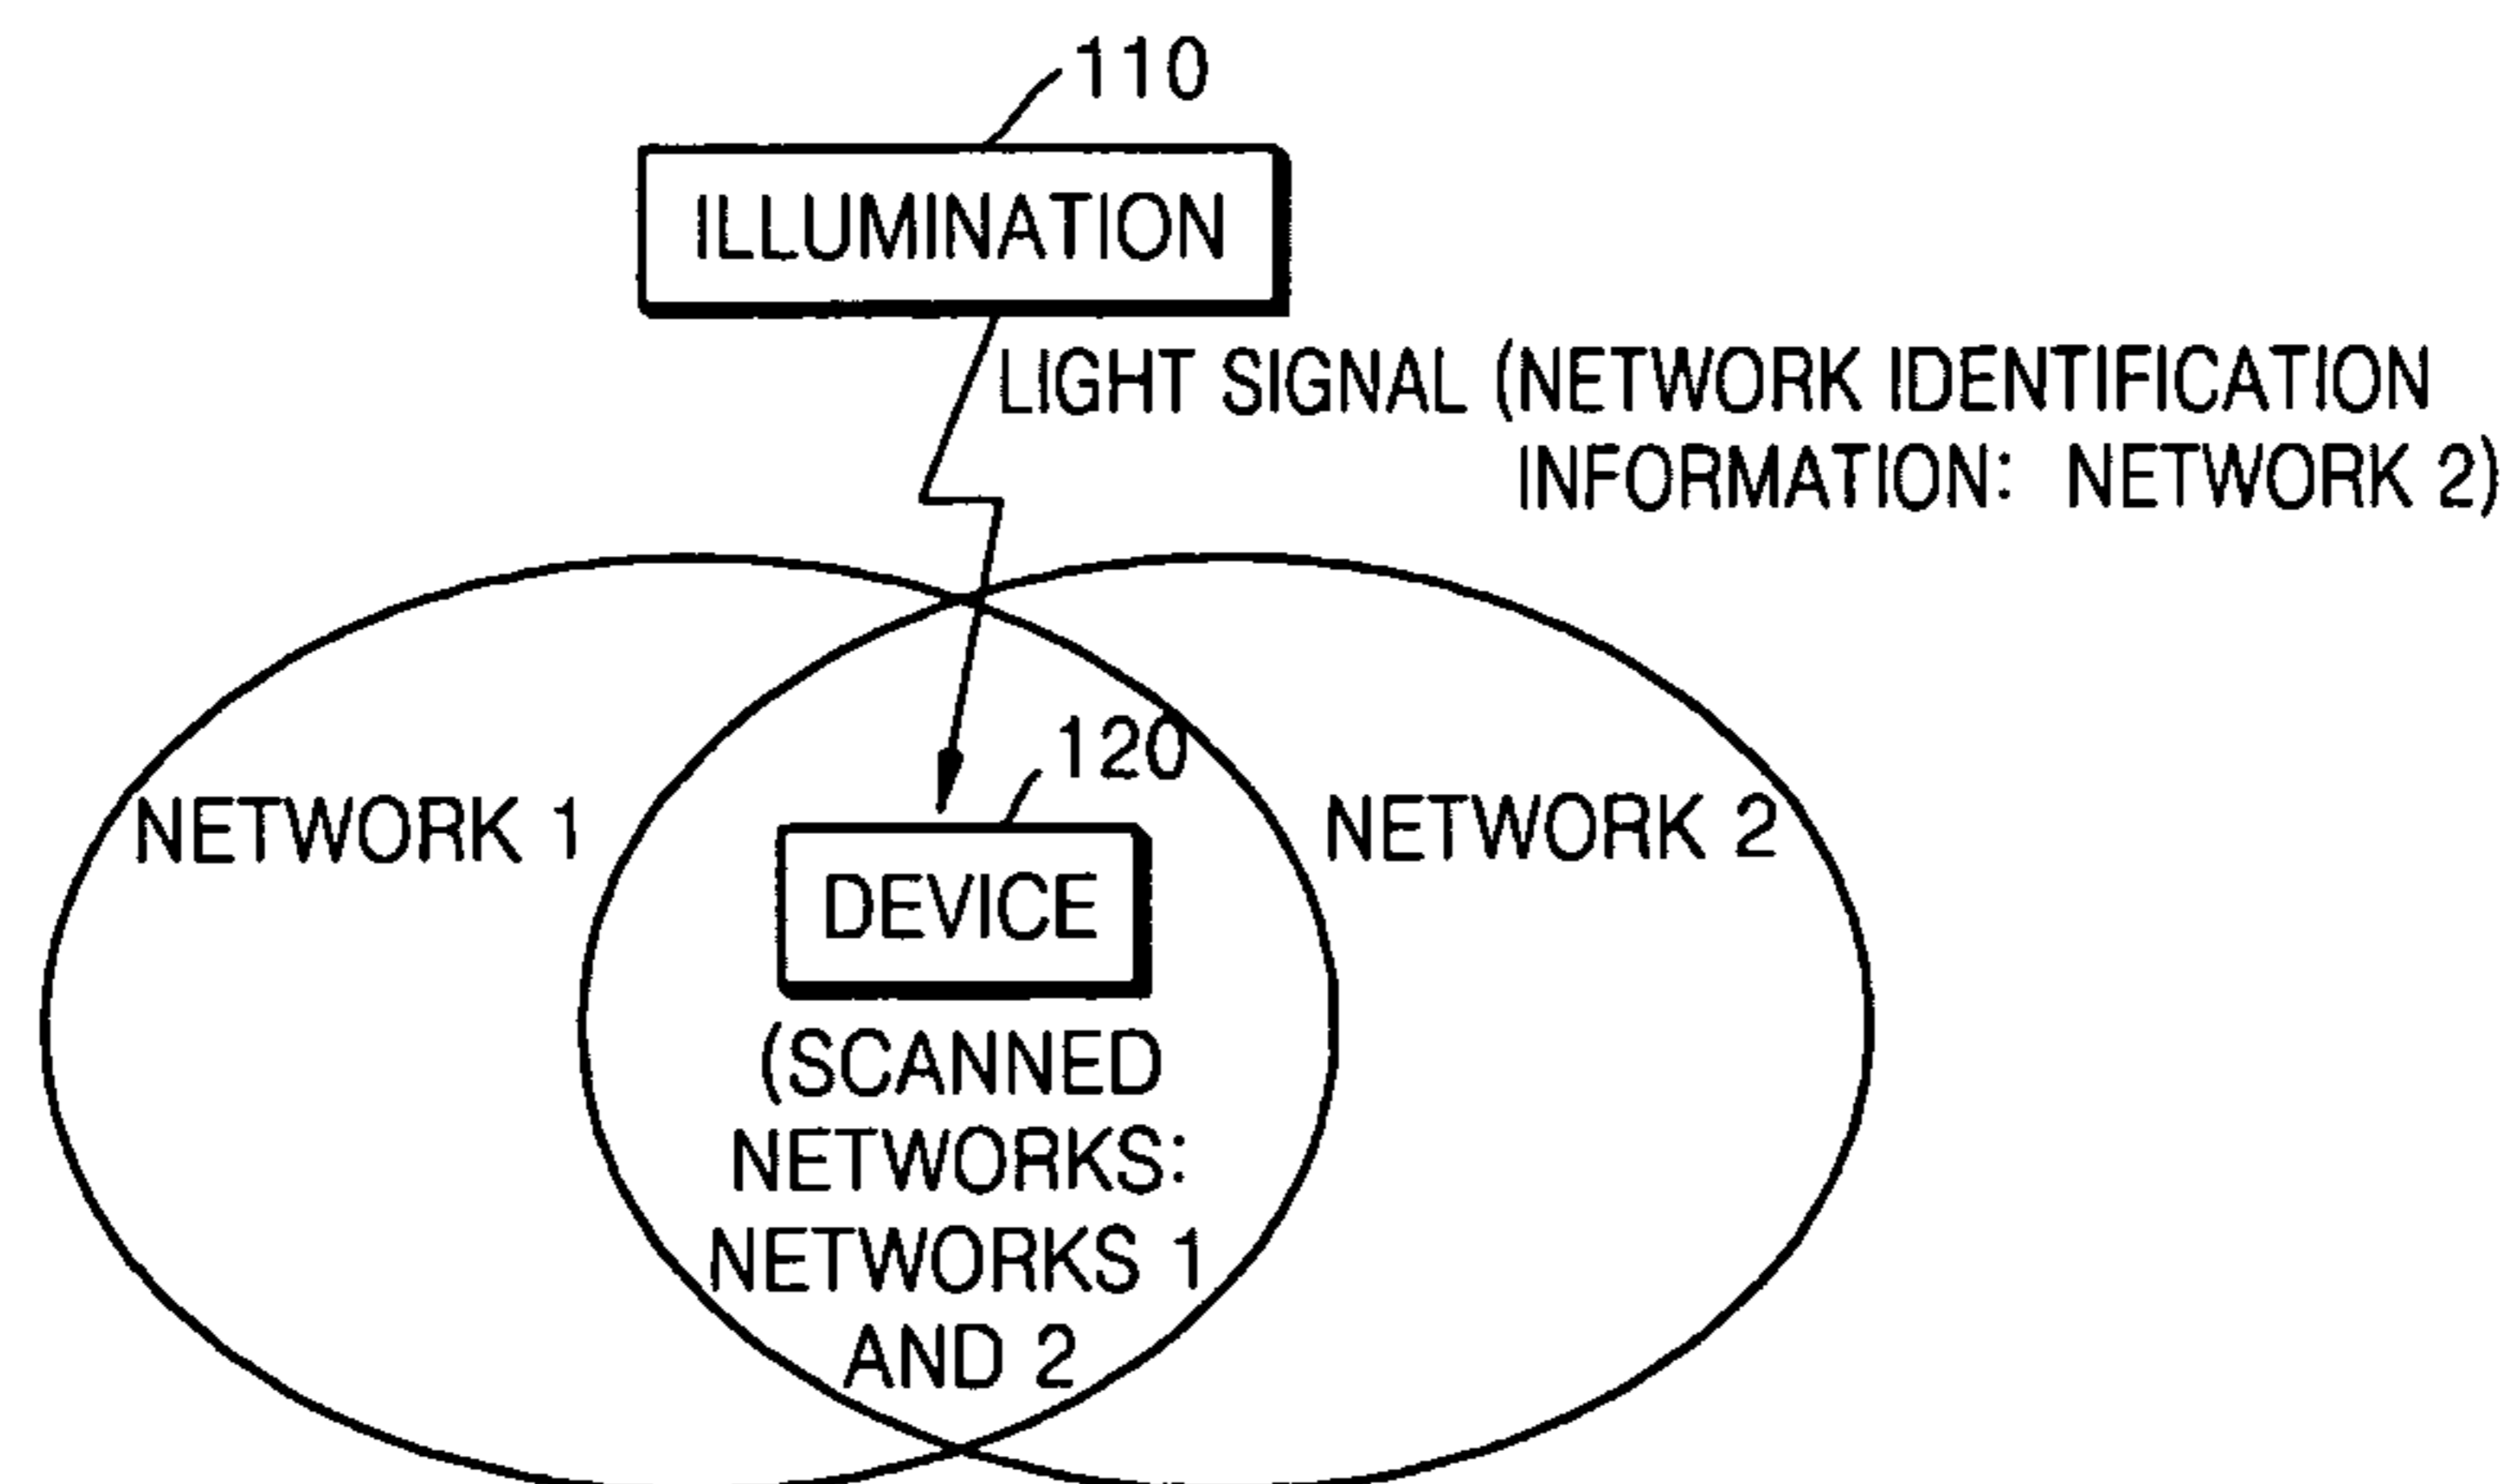 110
ILLUMINATION
LIGHT SIGNAL (NETWORK IDENTIFICATION
INFORMATION: NETWORK 2)
120
NETWORK 1
NETWORK 2
DEVICE
(SCANNED
NETWORKS:
NETWORKS 1
AND 2